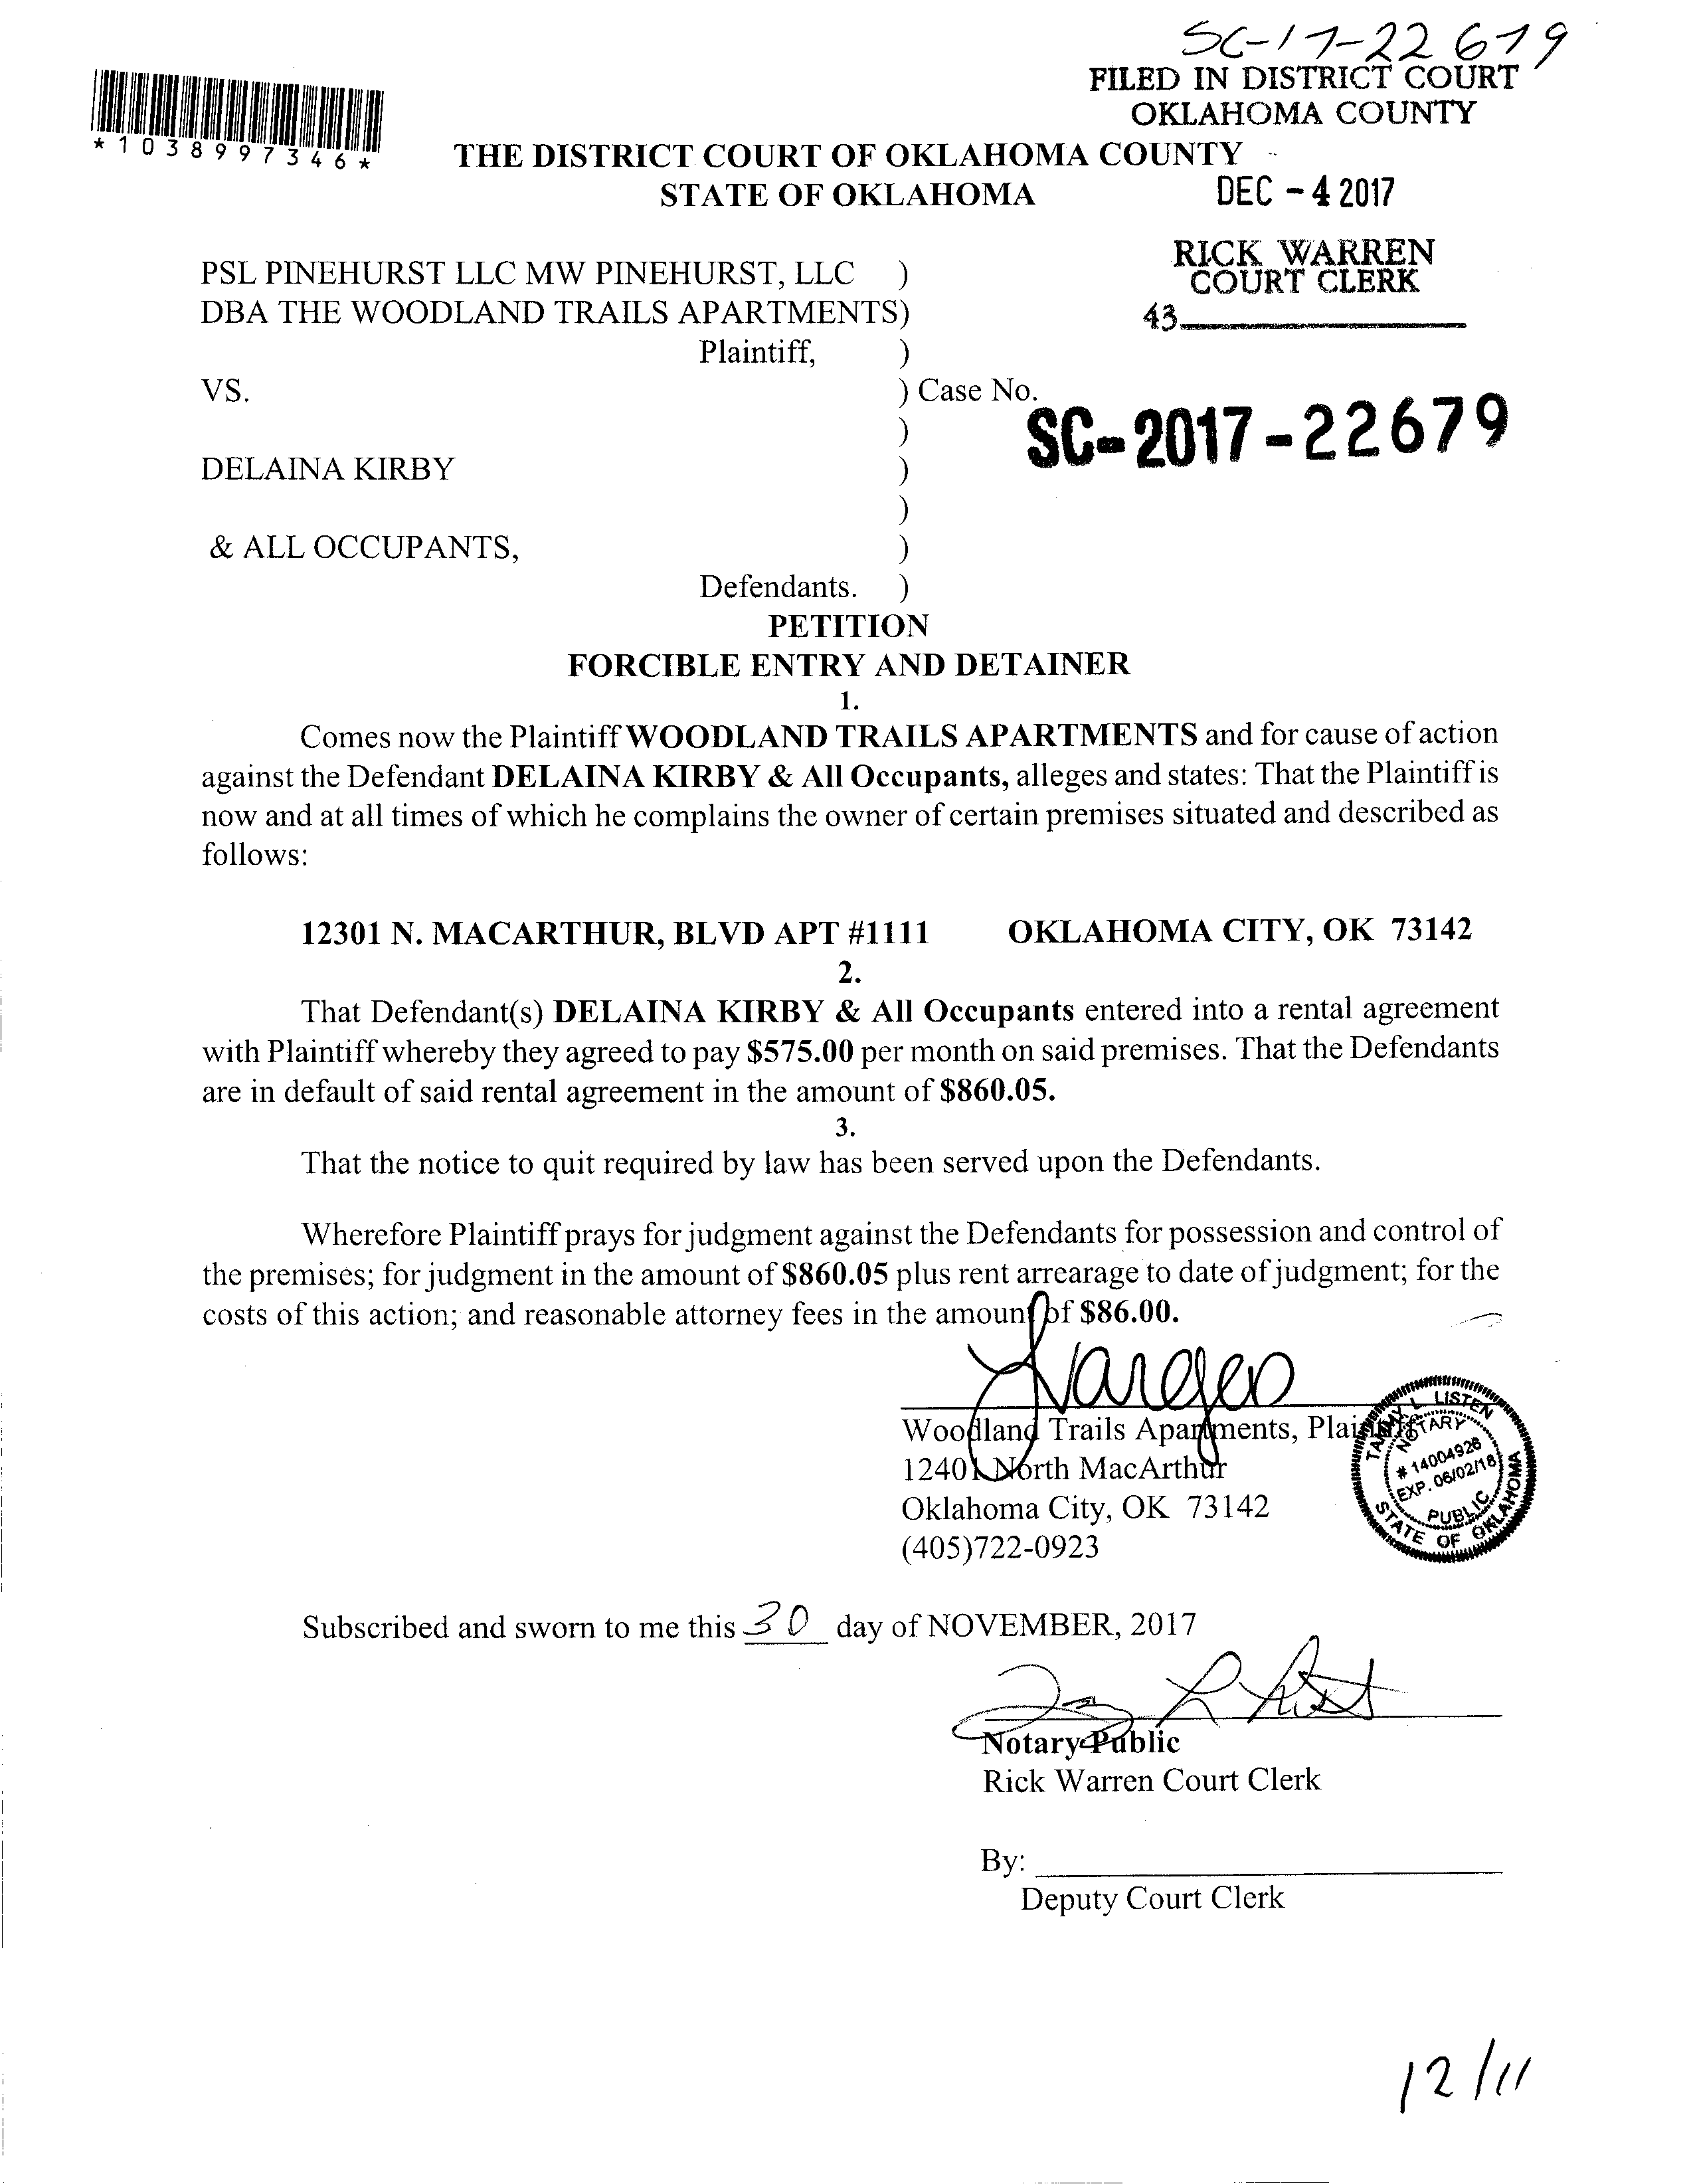 SC-17-22679
FILED IN DISTRICT COURT
OKLAHOMA COUNTY
*1038997346*
THE DISTRICT COURT OF OKLAHOMA COUNTY
STATE OF OKLAHOMA
DEC - 4 2017
RICK WARREN
COURT CLERK
43
PSL PINEHURST LLC MW PINEHURST, LLC )
DBA THE WOODLAND TRAILS APARTMENTS)
Plaintiff, )
VS. ) Case No.
)
SC-2017-22679
DELAINA KIRBY )
)
& ALL OCCUPANTS, )
Defendants. )
PETITION
FORCIBLE ENTRY AND DETAINER
1.
Comes now the Plaintiff WOODLAND TRAILS APARTMENTS and for cause of action
against the Defendant DELAINA KIRBY & All Occupants, alleges and states: That the Plaintiff is
now and at all times of which he complains the owner of certain premises situated and described as
follows:
12301 N. MACARTHUR, BLVD APT #1111 OKLAHOMA CITY, OK 73142
2.
That Defendant(s) DELAINA KIRBY & All Occupants entered into a rental agreement
with Plaintiff whereby they agreed to pay $575.00 per month on said premises. That the Defendants
are in default of said rental agreement in the amount of $860.05.
3.
That the notice to quit required by law has been served upon the Defendants.
Wherefore Plaintiff prays for judgment against the Defendants for possession and control of
the premises; for judgment in the amount of $860.05 plus rent arrearage to date of judgment; for the
costs of this action; and reasonable attorney fees in the amount of $86.00.
Woodland Trails Apartments, Plaintiff
12401 North MacArthur
Oklahoma City, OK 73142
(405)722-0923
TAMMY L. LISTEN
NOTARY
# 14004926
EXP. 06/02/18
PUBLIC
STATE OF OKLAHOMA
Subscribed and sworn to me this 30 day of NOVEMBER, 2017
Notary Public
Rick Warren Court Clerk
By:
Deputy Court Clerk
12/11